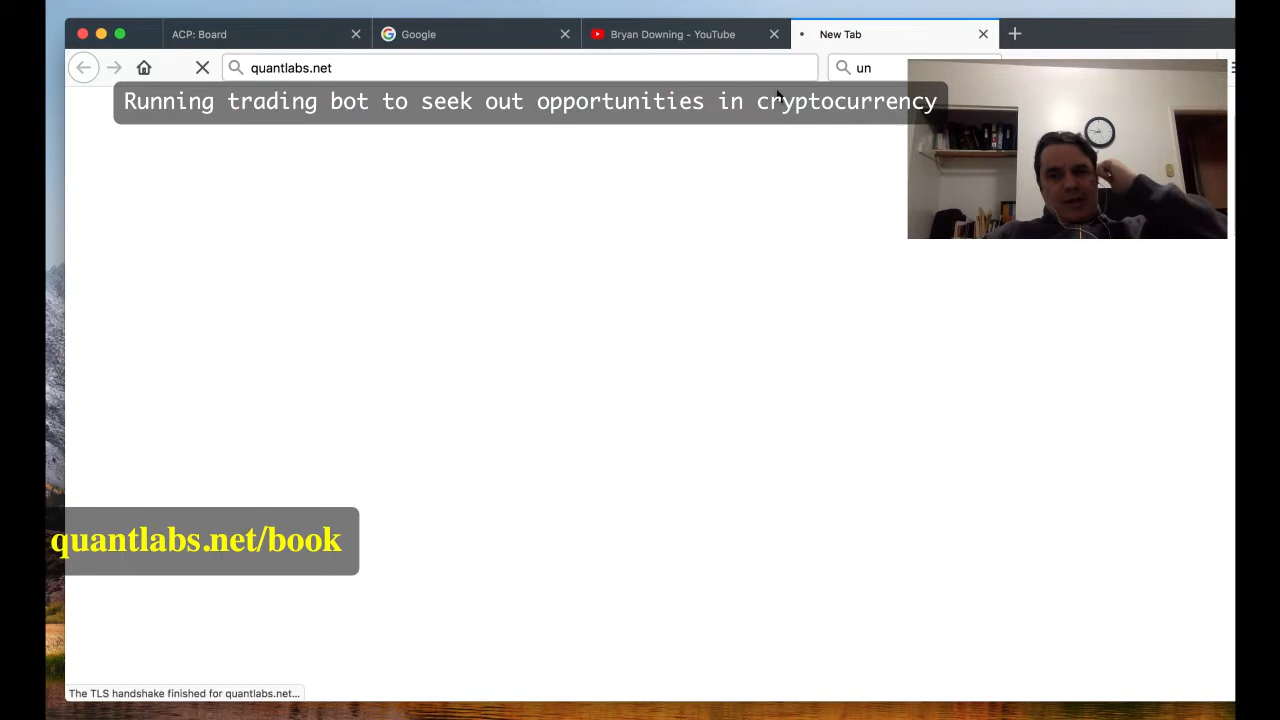 ACP: Board
Google
Bryan Downing - YouTube
New Tab
quantlabs.net
un
Running trading bot to seek out opportunities in cryptocurrency
quantlabs.net/book
The TLS handshake finished for quantlabs.net...